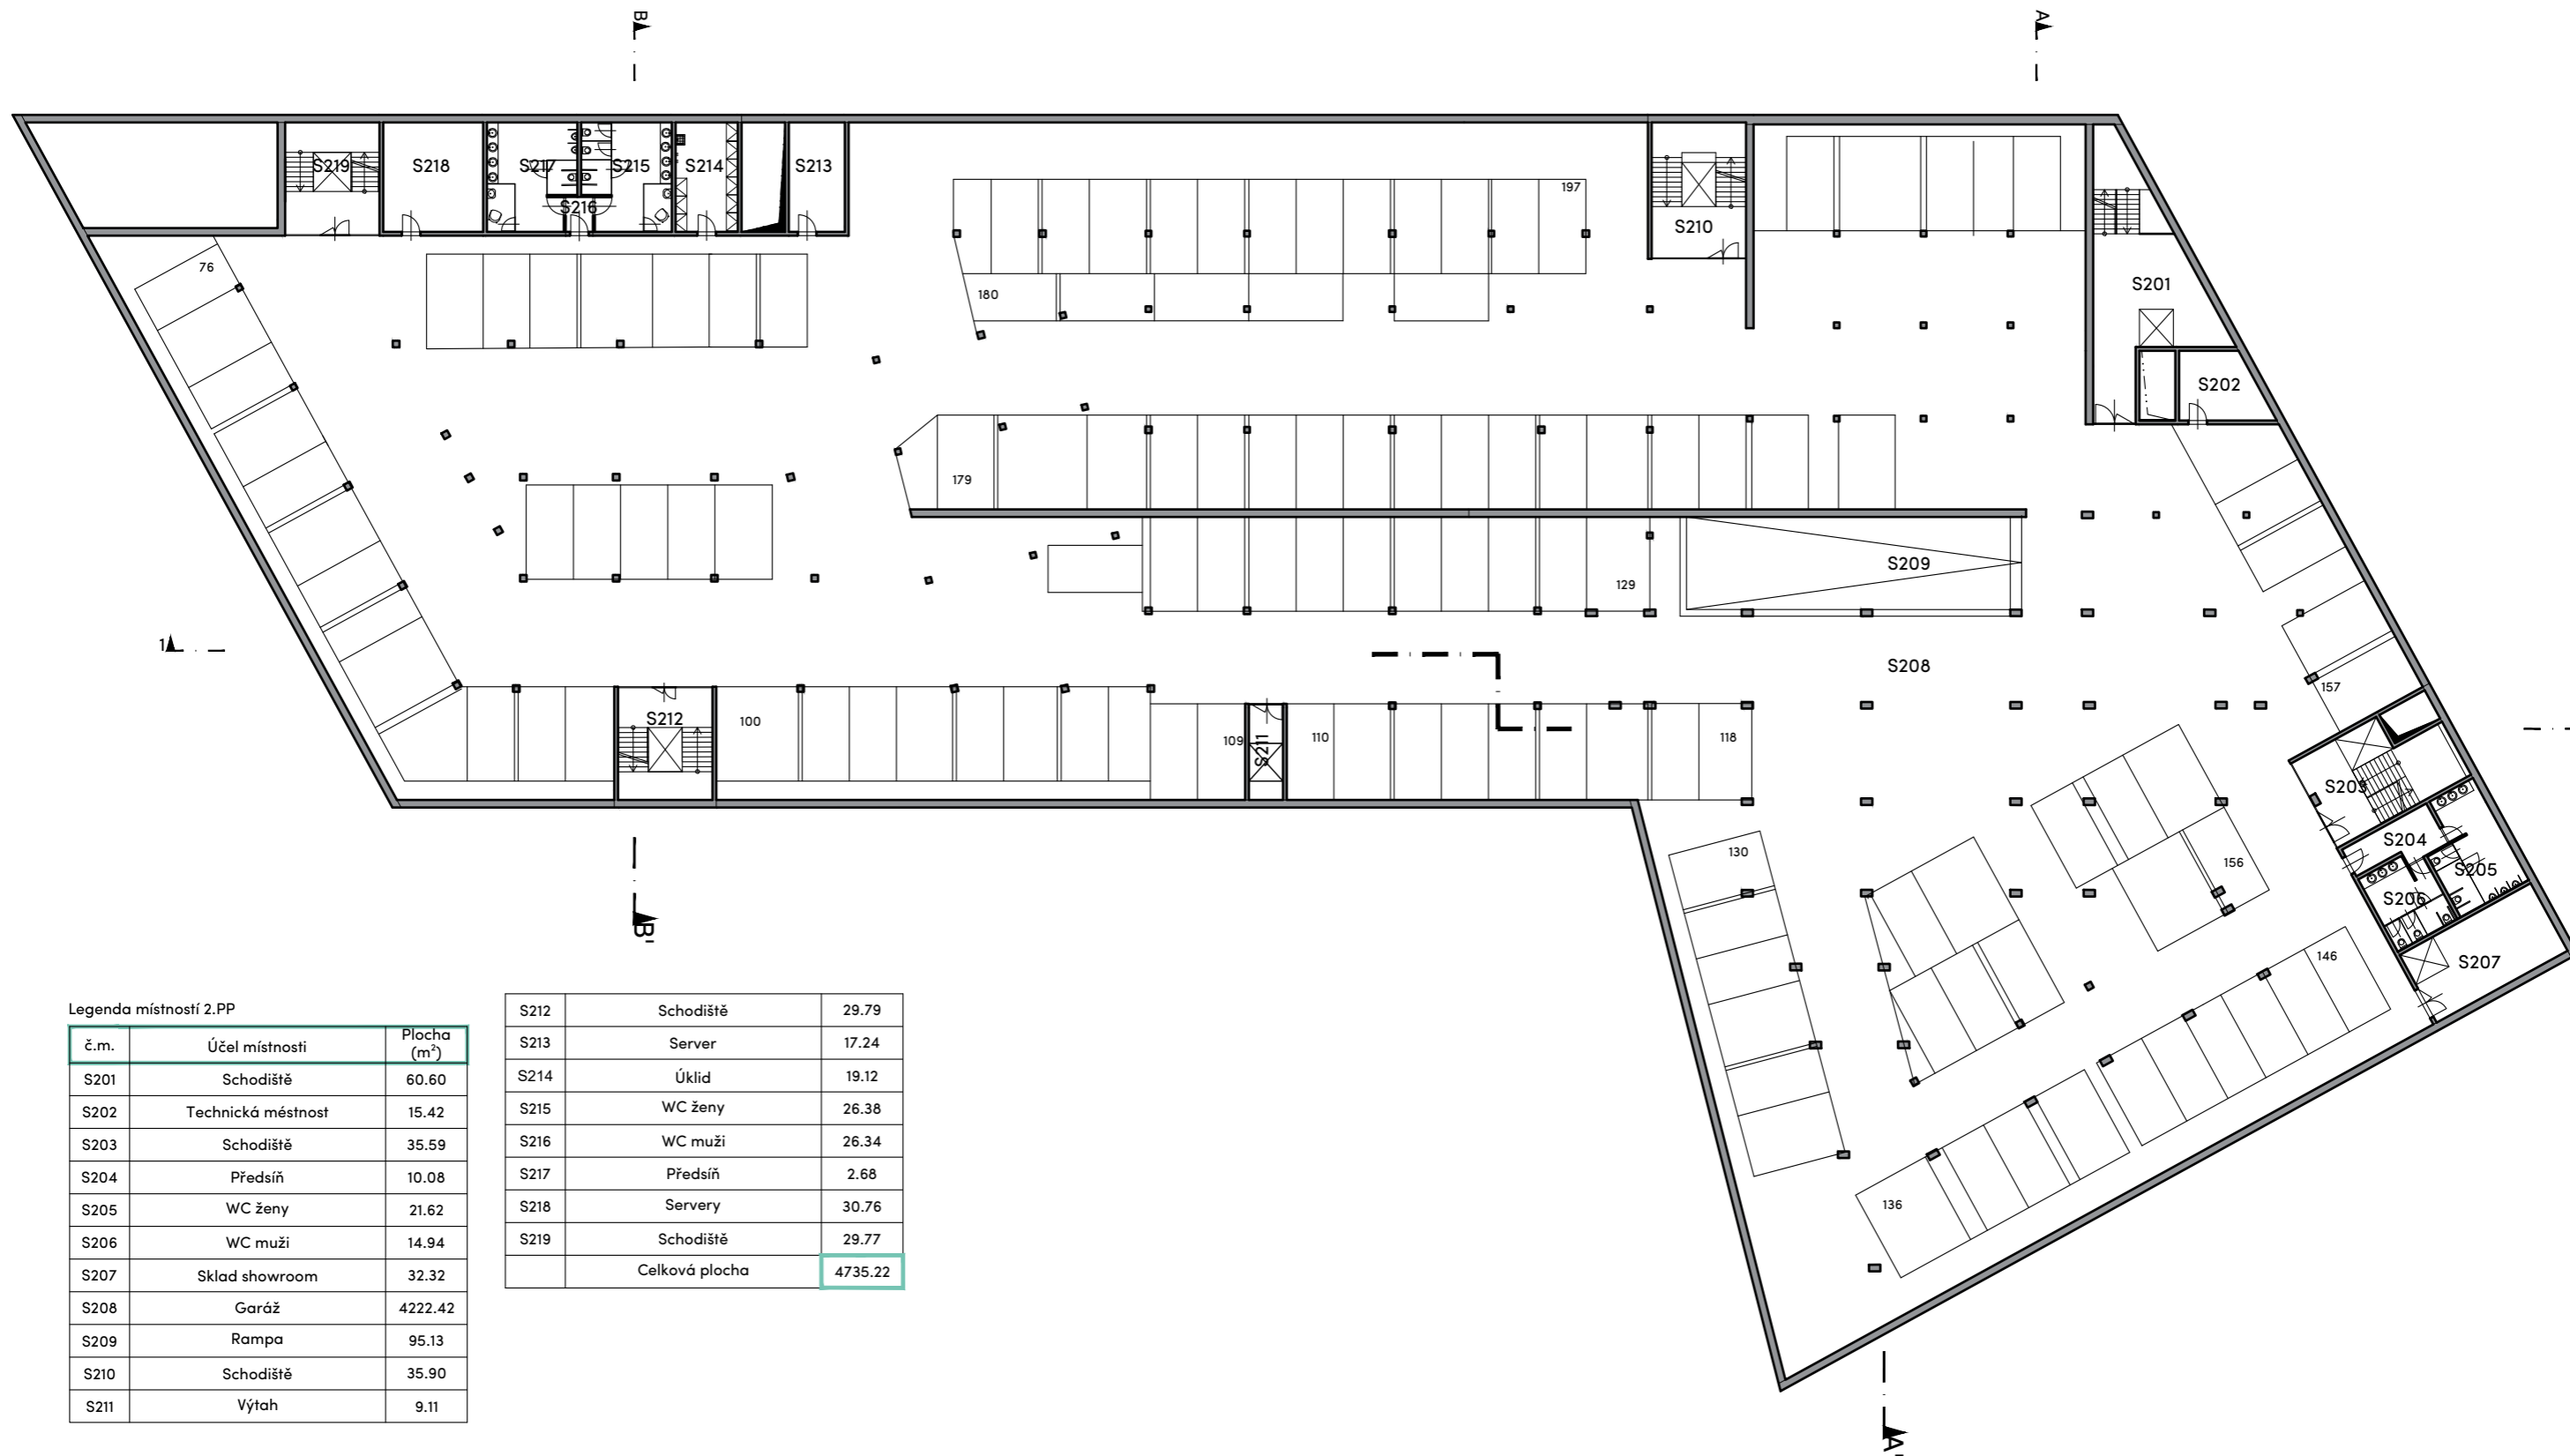 B
A
S219
S218
S217
S215
S214
S213
S216
197
S210
76
180
S201
S202
179
S209
129
1
S208
157
S212
100
109
S211
110
118
S203
S204
130
156
S205
S206
146
S207
136
B'
A'
Legenda místností 2.PP
č.m. Účel místnosti Plocha (m²)
S201 Schodiště 60.60
S202 Technická méstnost 15.42
S203 Schodiště 35.59
S204 Předsíň 10.08
S205 WC ženy 21.62
S206 WC muži 14.94
S207 Sklad showroom 32.32
S208 Garáž 4222.42
S209 Rampa 95.13
S210 Schodiště 35.90
S211 Výtah 9.11
S212 Schodiště 29.79
S213 Server 17.24
S214 Úklid 19.12
S215 WC ženy 26.38
S216 WC muži 26.34
S217 Předsíň 2.68
S218 Servery 30.76
S219 Schodiště 29.77
Celková plocha 4735.22